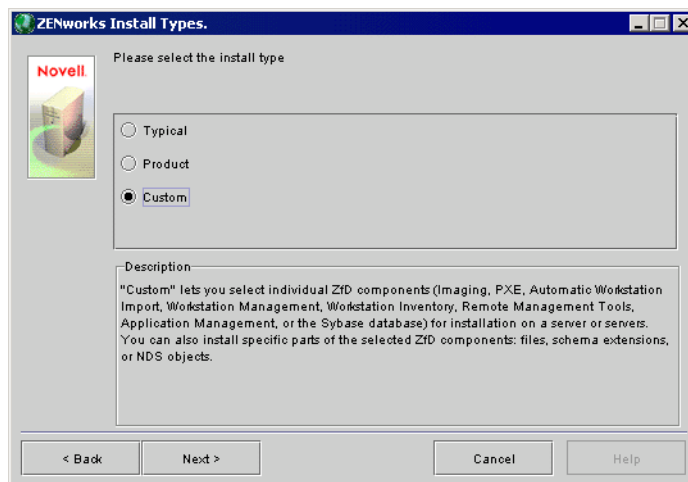 ZENworks Install Types.
Novell.
Please select the install type
Typical
Product
Custom
Description
"Custom" lets you select individual ZfD components (Imaging, PXE, Automatic Workstation
Import, Workstation Management, Workstation Inventory, Remote Management Tools,
Application Management, or the Sybase database) for installation on a server or servers.
You can also install specific parts of the selected ZfD components: files, schema extensions,
or NDS objects.
< Back
Next >
Cancel
Help